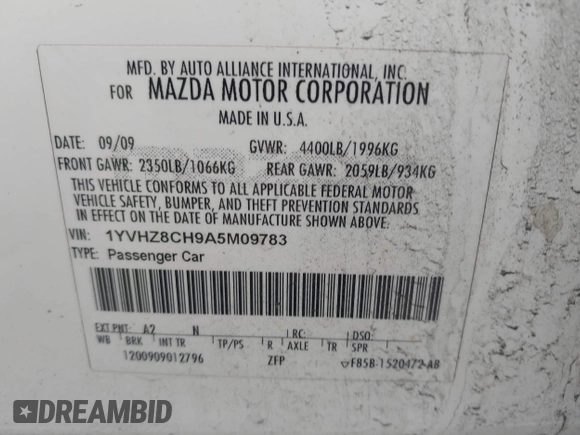 MFD. BY AUTO ALLIANCE INTERNATIONAL, INC.
FOR MAZDA MOTOR CORPORATION
MADE IN U.S.A.
DATE: 09/09 GVWR: 4400LB/1996KG
FRONT GAWR: 2350LB/1066KG REAR GAWR: 2059LB/934KG
THIS VEHICLE CONFORMS TO ALL APPLICABLE FEDERAL MOTOR
VEHICLE SAFETY, BUMPER, AND THEFT PREVENTION STANDARDS
IN EFFECT ON THE DATE OF MANUFACTURE SHOWN ABOVE.
VIN: 1YVHZ8CH9A5M09783
TYPE: Passenger Car
EXT PNT: A2 N RC: DSO:
WB BRK INT TR TP/PS R AXLE TR SPR
1200909012796 ZFP F85B-1520472-AB
DREAMBID